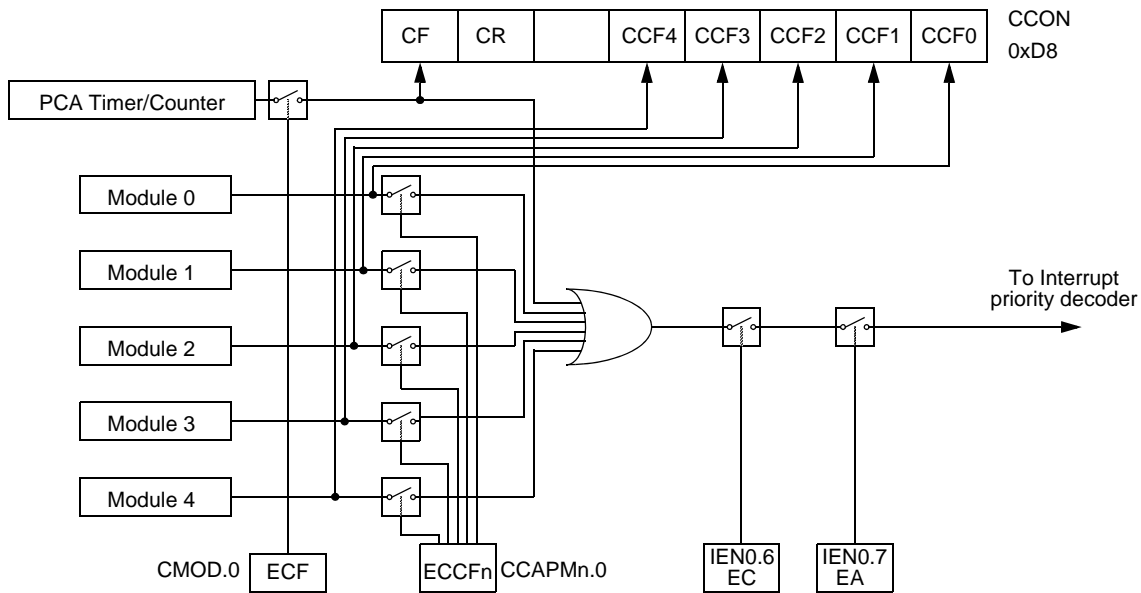 CF CR CCF4 CCF3 CCF2 CCF1 CCF0 CCON
0xD8
PCA Timer/Counter
Module 0
Module 1
Module 2
Module 3
Module 4
To Interrupt
priority decoder
CMOD.0 ECF
ECCFn CCAPMn.0
IEN0.6
EC
IEN0.7
EA